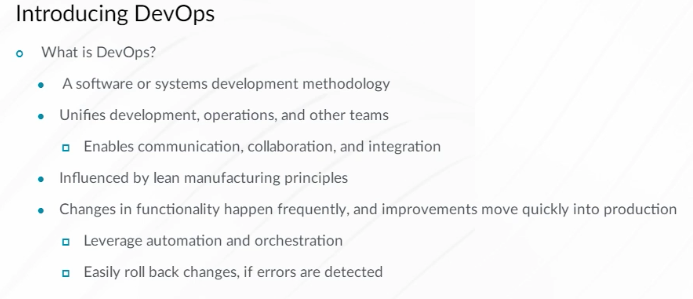 Introducing DevOps
What is DevOps?
A software or systems development methodology
Unifies development, operations, and other teams
Enables communication, collaboration, and integration
Influenced by lean manufacturing principles
Changes in functionality happen frequently, and improvements move quickly into production
Leverage automation and orchestration
Easily roll back changes, if errors are detected